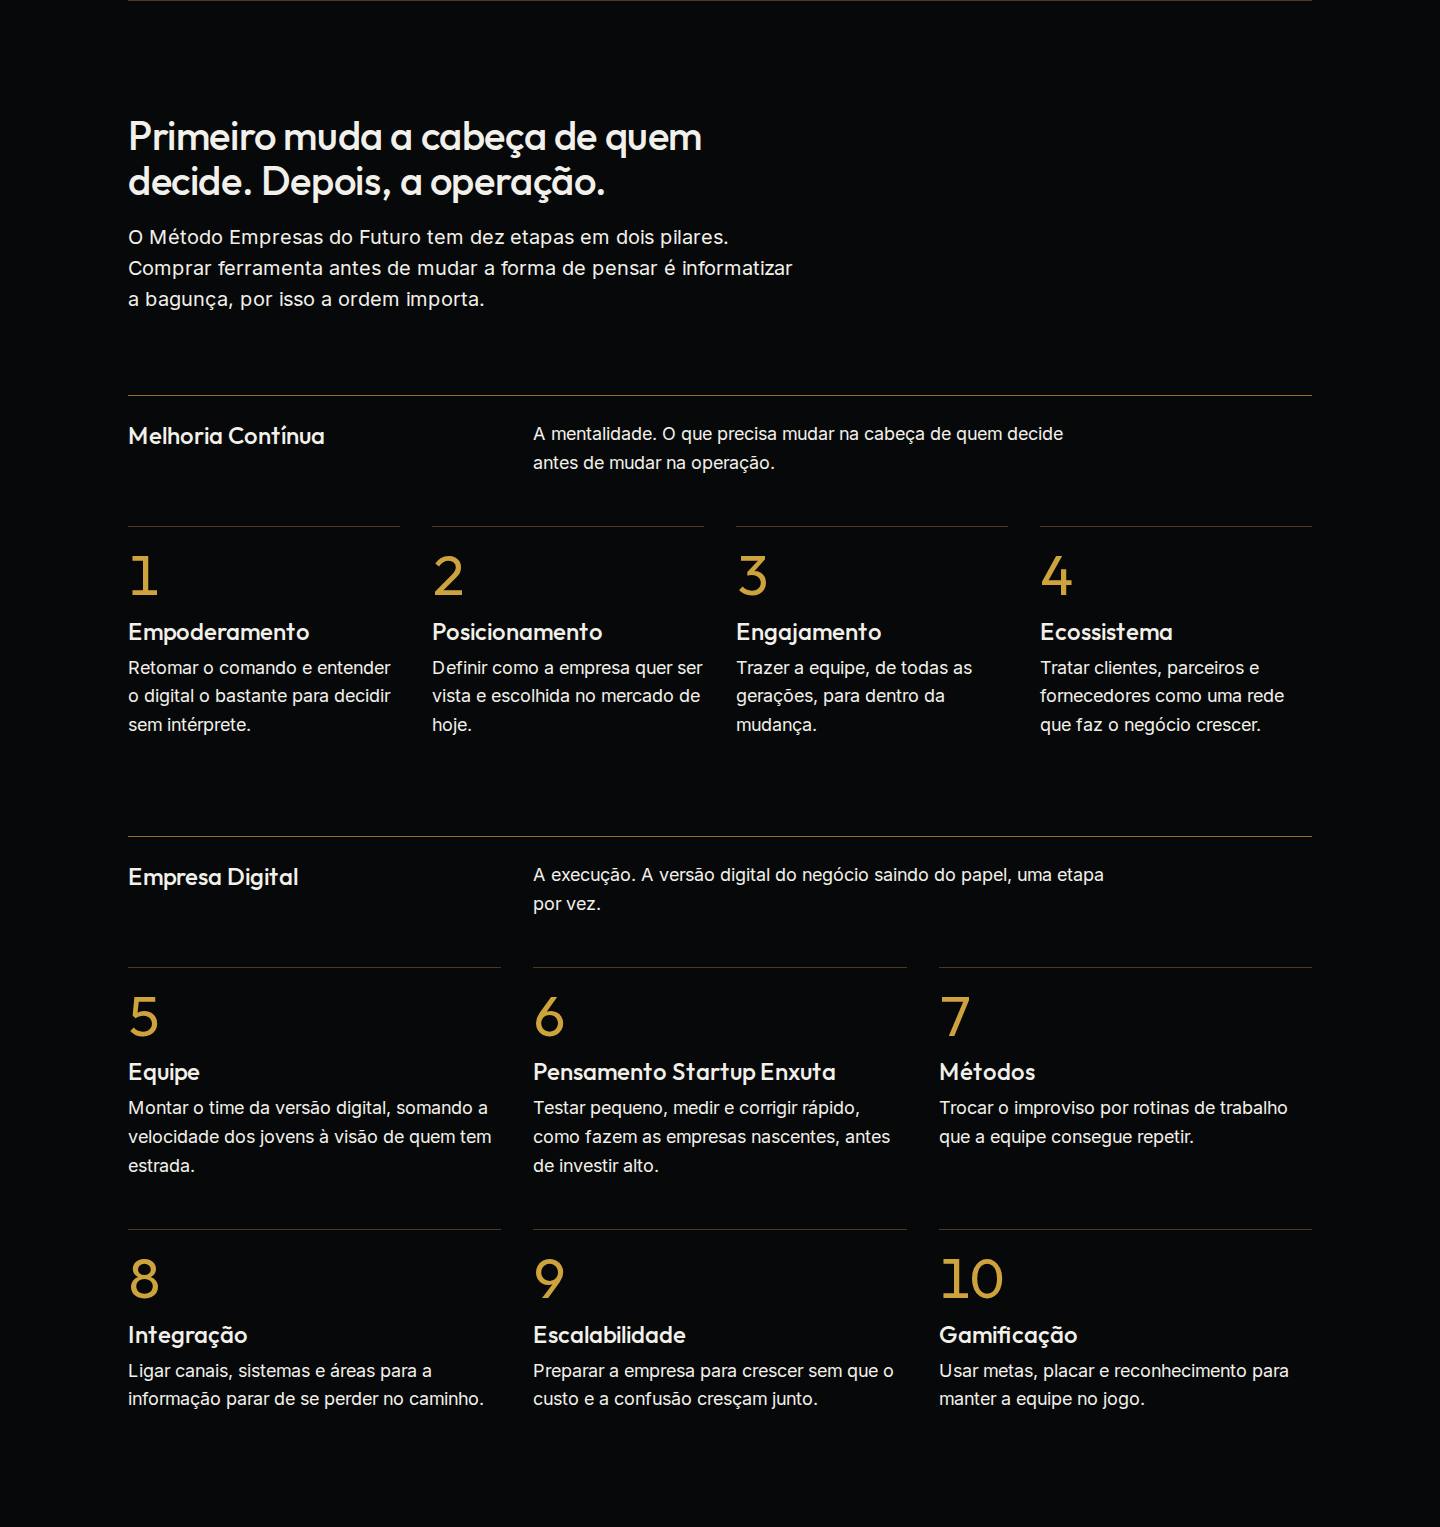 Primeiro muda a cabeça de quem
decide. Depois, a operação.
O Método Empresas do Futuro tem dez etapas em dois pilares.
Comprar ferramenta antes de mudar a forma de pensar é informatizar
a bagunça, por isso a ordem importa.
Melhoria Contínua
A mentalidade. O que precisa mudar na cabeça de quem decide
antes de mudar na operação.
1
Empoderamento
Retomar o comando e entender
o digital o bastante para decidir
sem intérprete.
2
Posicionamento
Definir como a empresa quer ser
vista e escolhida no mercado de
hoje.
3
Engajamento
Trazer a equipe, de todas as
gerações, para dentro da
mudança.
4
Ecossistema
Tratar clientes, parceiros e
fornecedores como uma rede
que faz o negócio crescer.
Empresa Digital
A execução. A versão digital do negócio saindo do papel, uma etapa
por vez.
5
Equipe
Montar o time da versão digital, somando a
velocidade dos jovens à visão de quem tem
estrada.
6
Pensamento Startup Enxuta
Testar pequeno, medir e corrigir rápido,
como fazem as empresas nascentes, antes
de investir alto.
7
Métodos
Trocar o improviso por rotinas de trabalho
que a equipe consegue repetir.
8
Integração
Ligar canais, sistemas e áreas para a
informação parar de se perder no caminho.
9
Escalabilidade
Preparar a empresa para crescer sem que o
custo e a confusão cresçam junto.
10
Gamificação
Usar metas, placar e reconhecimento para
manter a equipe no jogo.